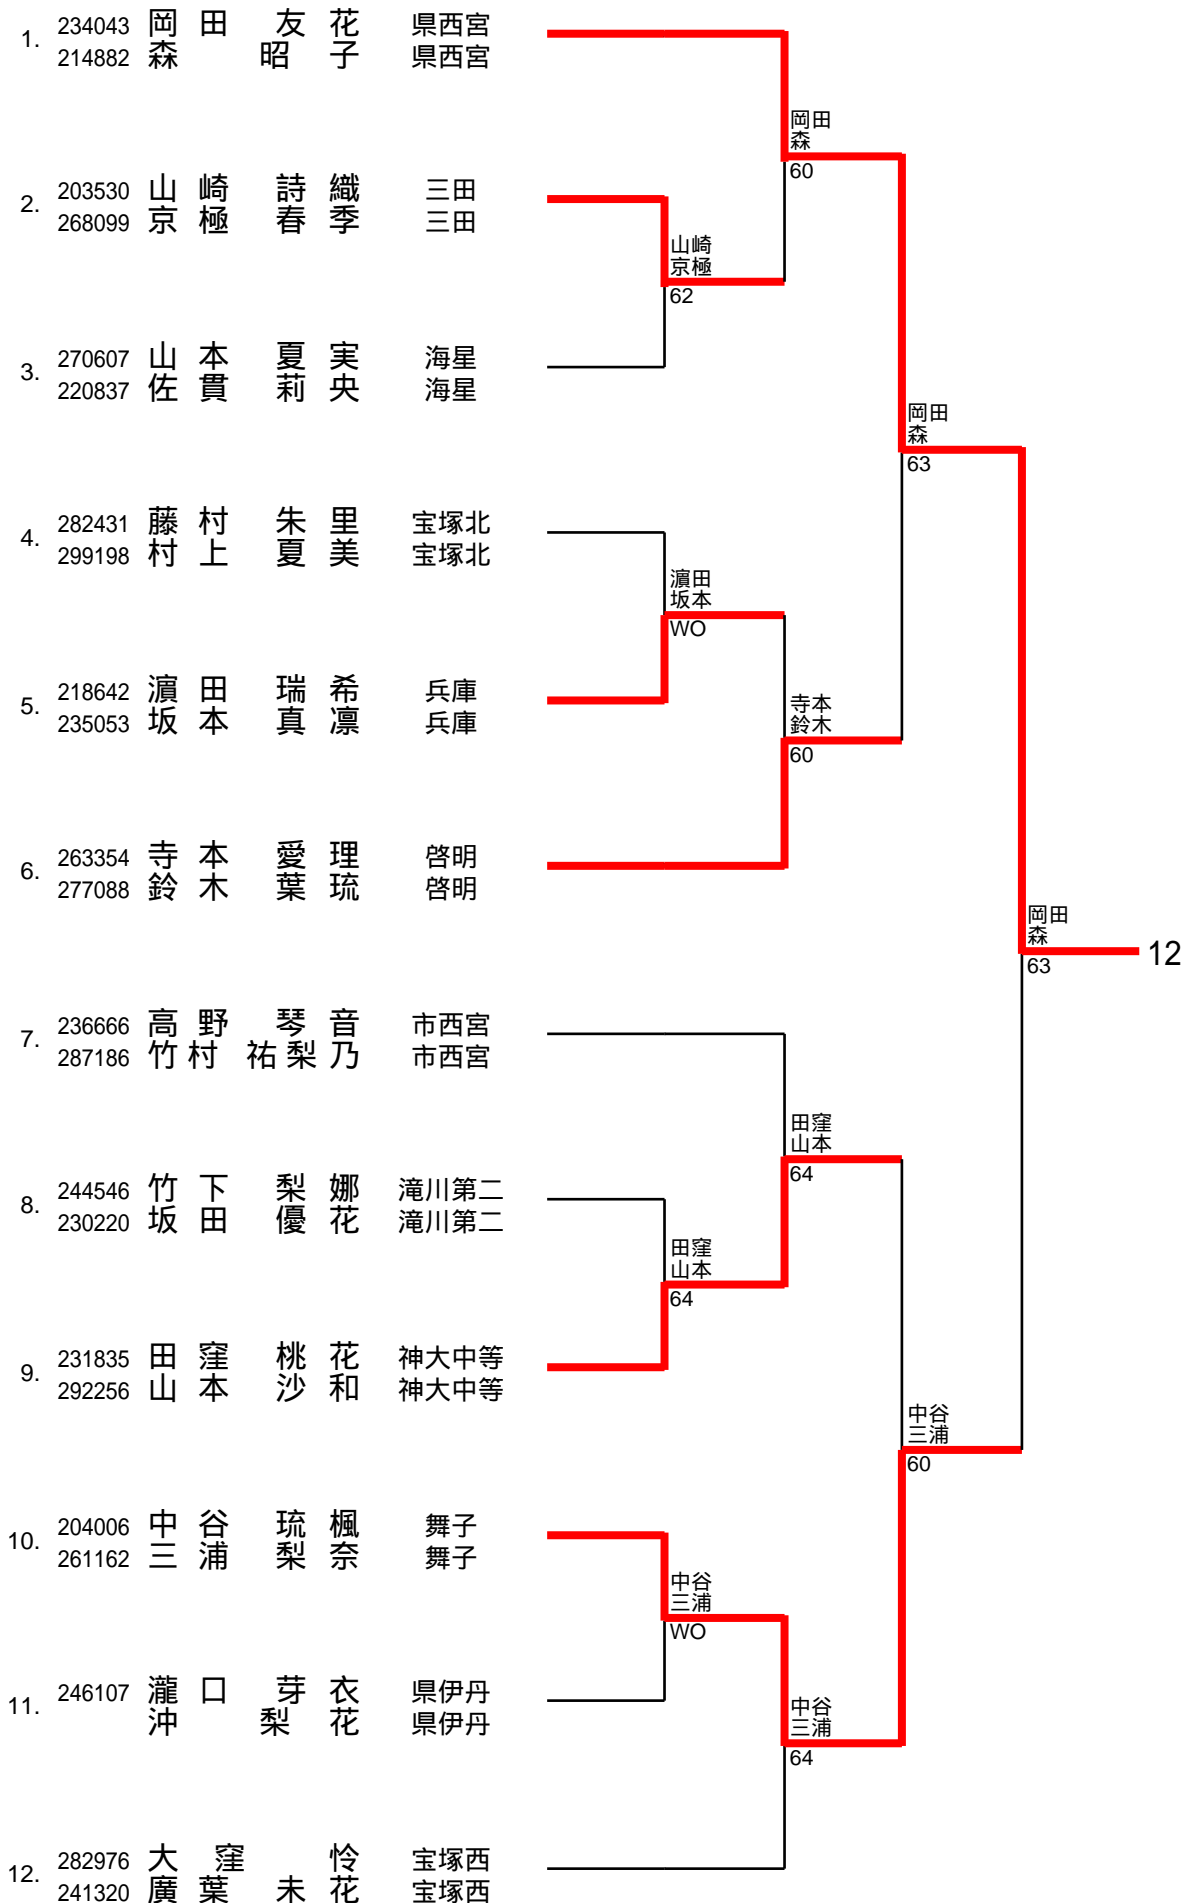 1. 234043 岡田 友花 県西宮
214882 森 昭子 県西宮
岡田
森
60
2. 203530 山崎 詩織 三田
268099 京極 春季 三田
山崎
京極
62
3. 270607 山本 夏実 海星
220837 佐貫 莉央 海星
岡田
森
63
4. 282431 藤村 朱里 宝塚北
299198 村上 夏美 宝塚北
濵田
坂本
WO
5. 218642 濵田 瑞希 兵庫
235053 坂本 真凛 兵庫
寺本
鈴木
60
6. 263354 寺本 愛理 啓明
277088 鈴木 葉琉 啓明
岡田
森
63
12
7. 236666 高野 琴音 市西宮
287186 竹村 祐梨乃 市西宮
田窪
山本
64
8. 244546 竹下 梨娜 滝川第二
230220 坂田 優花 滝川第二
田窪
山本
64
9. 231835 田窪 桃花 神大中等
292256 山本 沙和 神大中等
中谷
三浦
60
10. 204006 中谷 琉楓 舞子
261162 三浦 梨奈 舞子
中谷
三浦
WO
11. 246107 瀧口 芽衣 県伊丹
沖 梨花 県伊丹
中谷
三浦
64
12. 282976 大窪 怜 宝塚西
241320 廣葉 未花 宝塚西